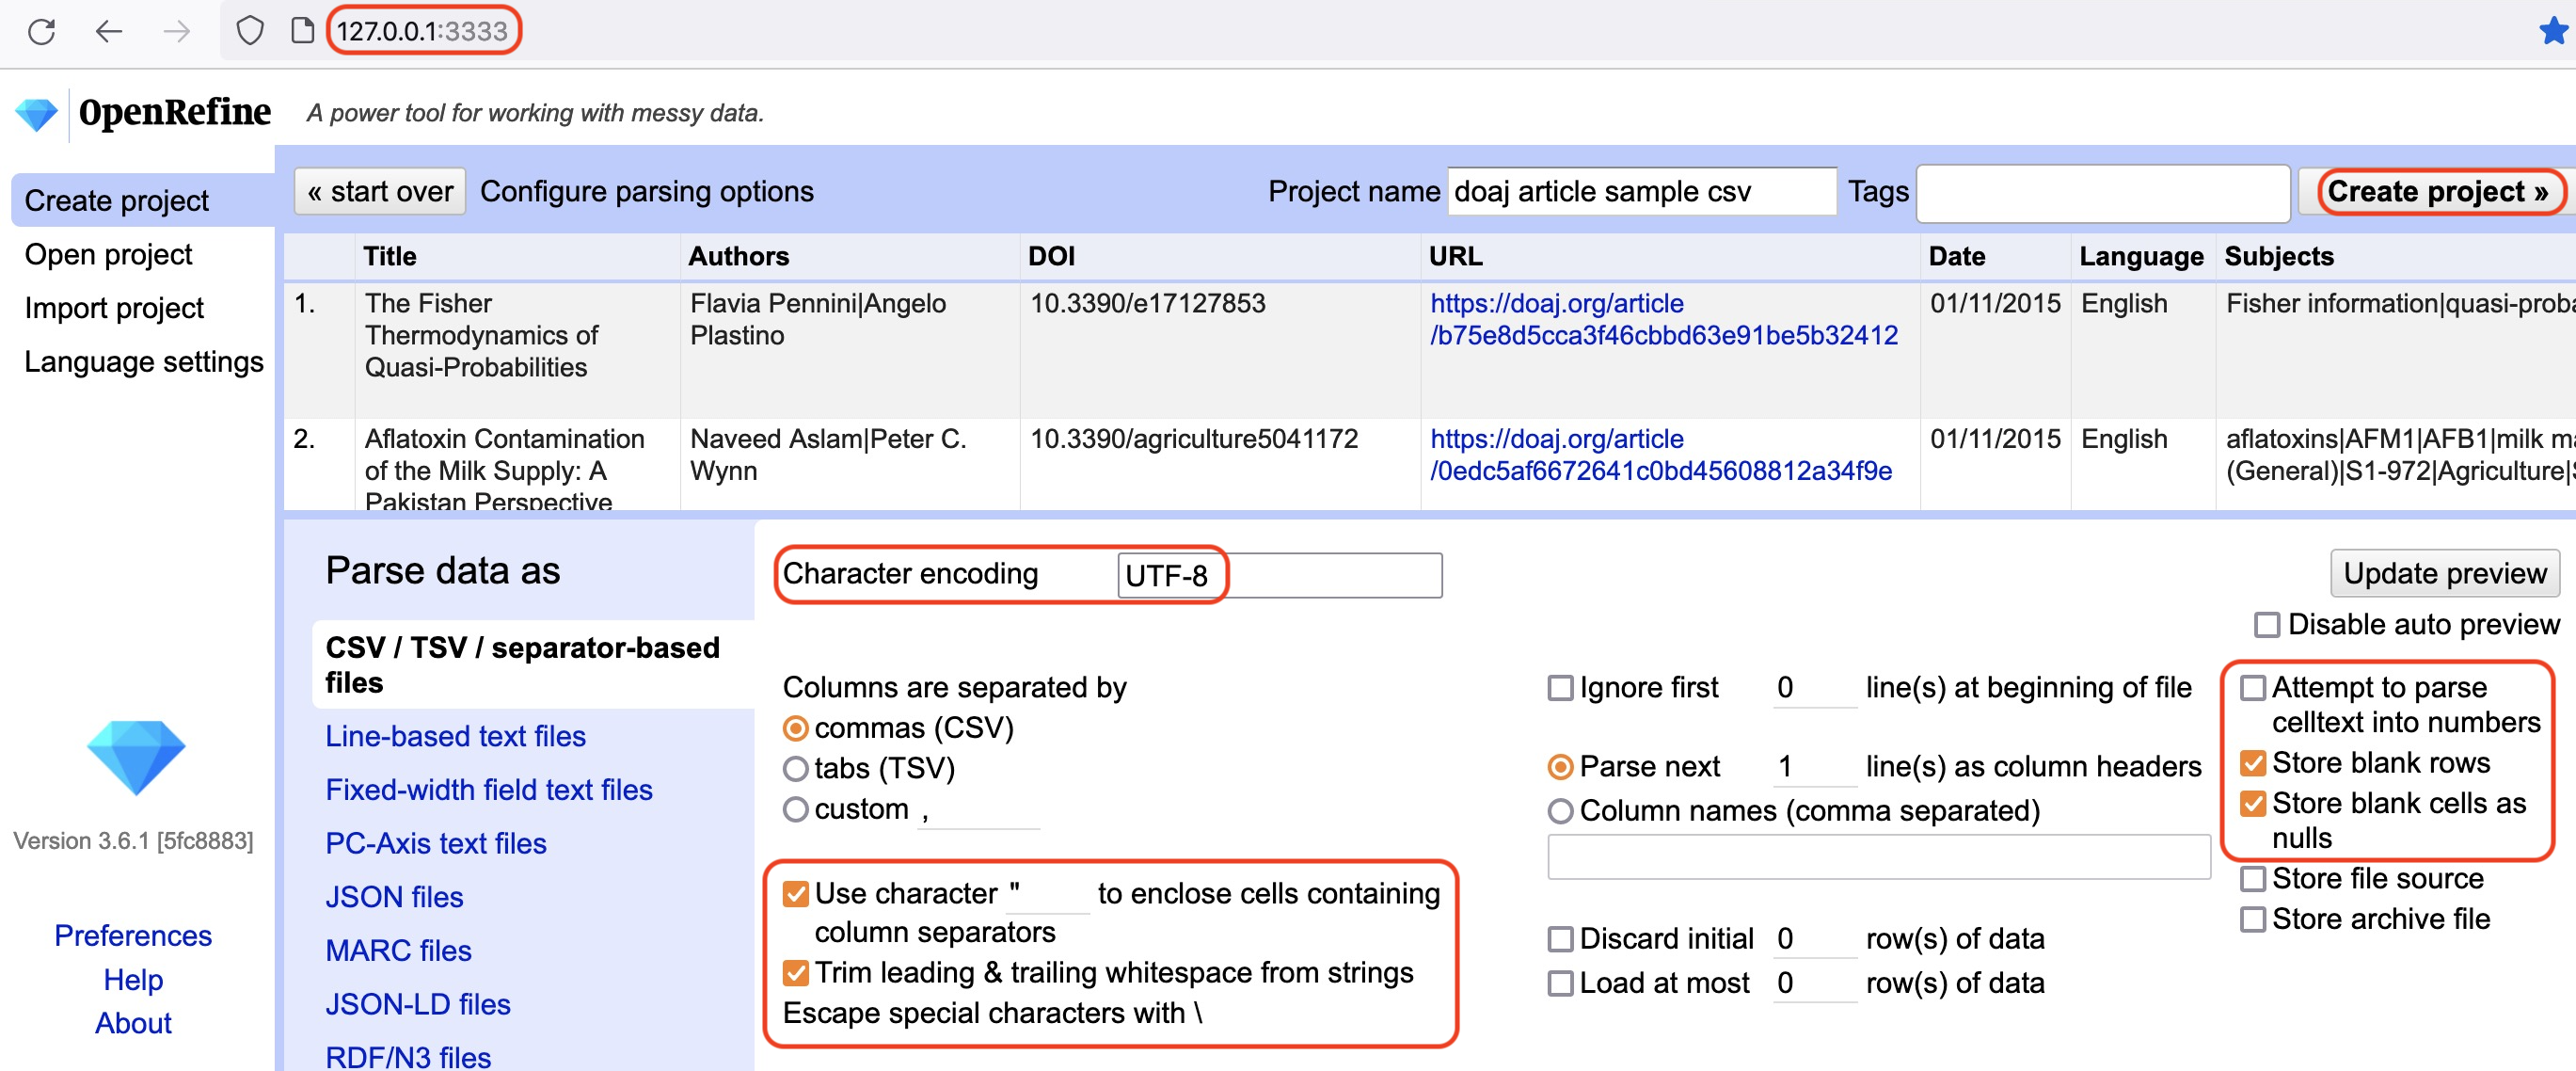 127.0.0.1:3333
OpenRefine
A power tool for working with messy data.
Create project
Open project
Import project
Language settings
« start over
Configure parsing options
Project name
doaj article sample csv
Tags
Create project »
Title Authors DOI URL Date Language Subjects
1.
The Fisher
Thermodynamics of
Quasi-Probabilities
Flavia Pennini|Angelo
Plastino
10.3390/e17127853
https://doaj.org/article
/b75e8d5cca3f46cbbd63e91be5b32412
01/11/2015
English
Fisher information|quasi-proba
2.
Aflatoxin Contamination
of the Milk Supply: A
Pakistan Perspective
Naveed Aslam|Peter C.
Wynn
10.3390/agriculture5041172
https://doaj.org/article
/0edc5af6672641c0bd45608812a34f9e
01/11/2015
English
aflatoxins|AFM1|AFB1|milk ma
(General)|S1-972|Agriculture|S
Parse data as
CSV / TSV / separator-based
files
Line-based text files
Fixed-width field text files
PC-Axis text files
JSON files
MARC files
JSON-LD files
RDF/N3 files
Version 3.6.1 [5fc8883]
Preferences
Help
About
Character encoding UTF-8
Update preview
Disable auto preview
Columns are separated by
commas (CSV)
tabs (TSV)
custom ,
Use character " to enclose cells containing
column separators
Trim leading & trailing whitespace from strings
Escape special characters with \
Ignore first 0 line(s) at beginning of file
Parse next 1 line(s) as column headers
Column names (comma separated)
Discard initial 0 row(s) of data
Load at most 0 row(s) of data
Attempt to parse
celltext into numbers
Store blank rows
Store blank cells as
nulls
Store file source
Store archive file